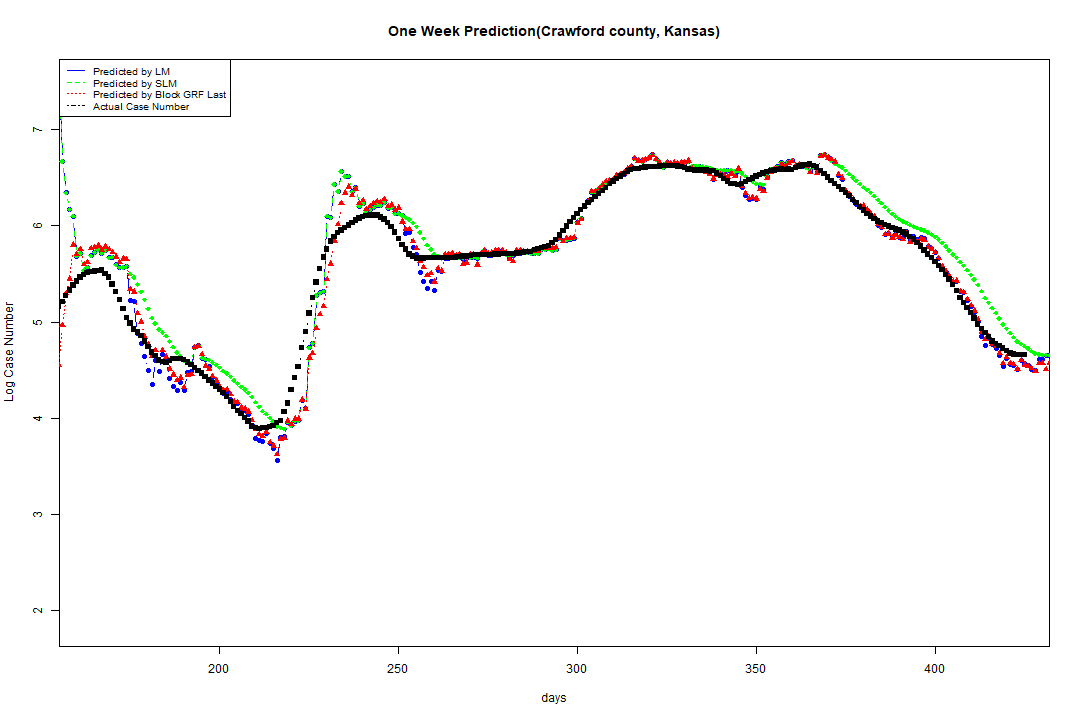 One Week Prediction(Crawford county, Kansas)
Predicted by LM
Predicted by SLM
Predicted by Block GRF Last
Actual Case Number
7
6
5
4
3
2
Log Case Number
200 250 300 350 400
days